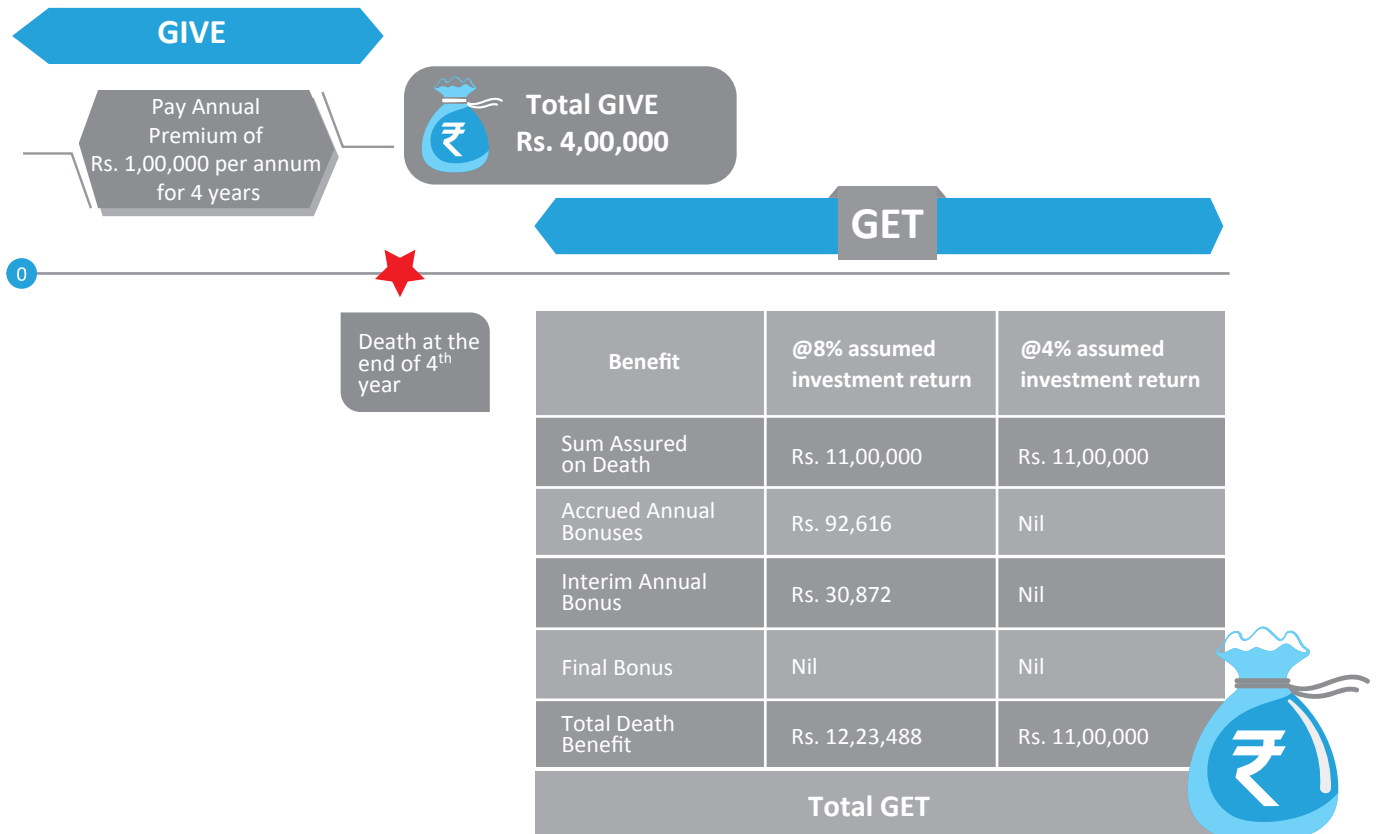 GIVE
Pay Annual
Premium of
Rs. 1,00,000 per annum
for 4 years
₹
Total GIVE
Rs. 4,00,000
GET
0
Death at the
end of 4th
year
Benefit
@8% assumed
investment return
@4% assumed
investment return
Sum Assured
on Death
Rs. 11,00,000
Rs. 11,00,000
Accrued Annual
Bonuses
Rs. 92,616
Nil
Interim Annual
Bonus
Rs. 30,872
Nil
Final Bonus
Nil
Nil
Total Death
Benefit
Rs. 12,23,488
Rs. 11,00,000
₹
Total GET